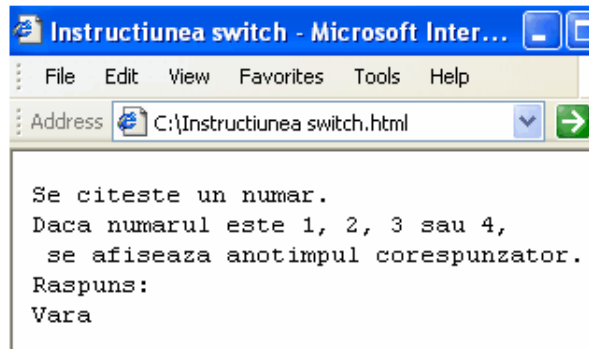 Instructiunea switch - Microsoft Inter...
File Edit View Favorites Tools Help
Address C:\Instructiunea switch.html
Se citeste un numar.
Daca numarul este 1, 2, 3 sau 4,
se afiseaza anotimpul corespunzator.
Raspuns:
Vara